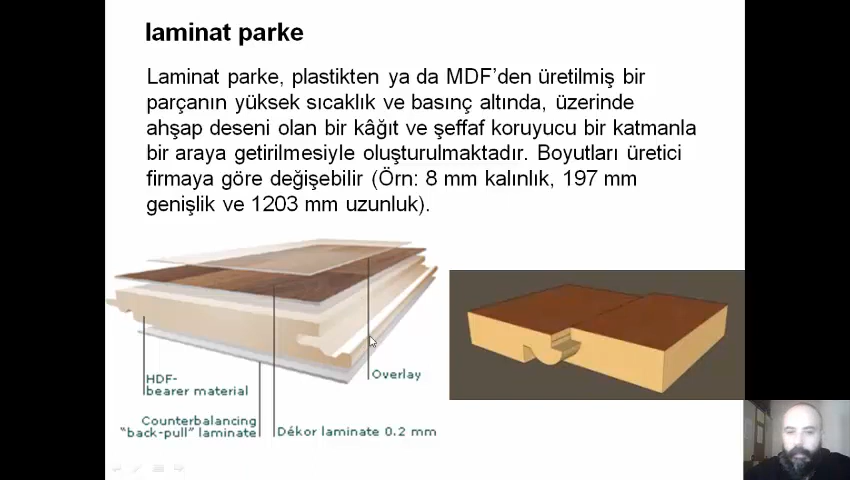 laminat parke
Laminat parke, plastikten ya da MDF’den üretilmiş bir
parçanın yüksek sıcaklık ve basınç altında, üzerinde
ahşap deseni olan bir kâğıt ve şeffaf koruyucu bir katmanla
bir araya getirilmesiyle oluşturulmaktadır. Boyutları üretici
firmaya göre değişebilir (Örn: 8 mm kalınlık, 197 mm
genişlik ve 1203 mm uzunluk).
HDF-
bearer material
Overlay
Counterbalancing
“back-pull” laminate
Dékor laminate 0.2 mm